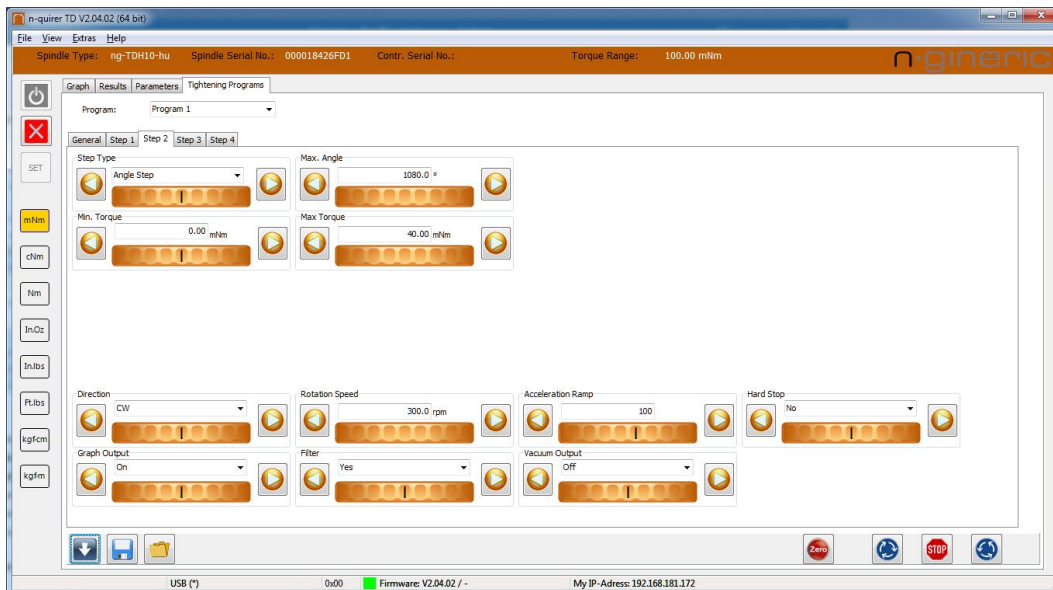 n-quirer TD V2.04.02 (64 bit)
File View Extras Help
Spindle Type: ng-TDH10-hu Spindle Serial No.: 000018426FD1 Contr. Serial No.: Torque Range: 100.00 mNm
n·gineric
Graph Results Parameters Tightening Programs
Program: Program 1
General Step 1 Step 2 Step 3 Step 4
SET
Step Type Max. Angle
Angle Step 1080.0 °
Min. Torque Max Torque
0.00 mNm 40.00 mNm
mNm
cNm
Nm
In.Oz
In.lbs
Ft.lbs
kgfcm
kgfm
Direction Rotation Speed Acceleration Ramp Hard Stop
CW 300.0 rpm 100 No
Graph Output Filter Vacuum Output
On Yes Off
Zero STOP
USB (*) 0x00 Firmware: V2.04.02 / - My IP-Adress: 192.168.181.172